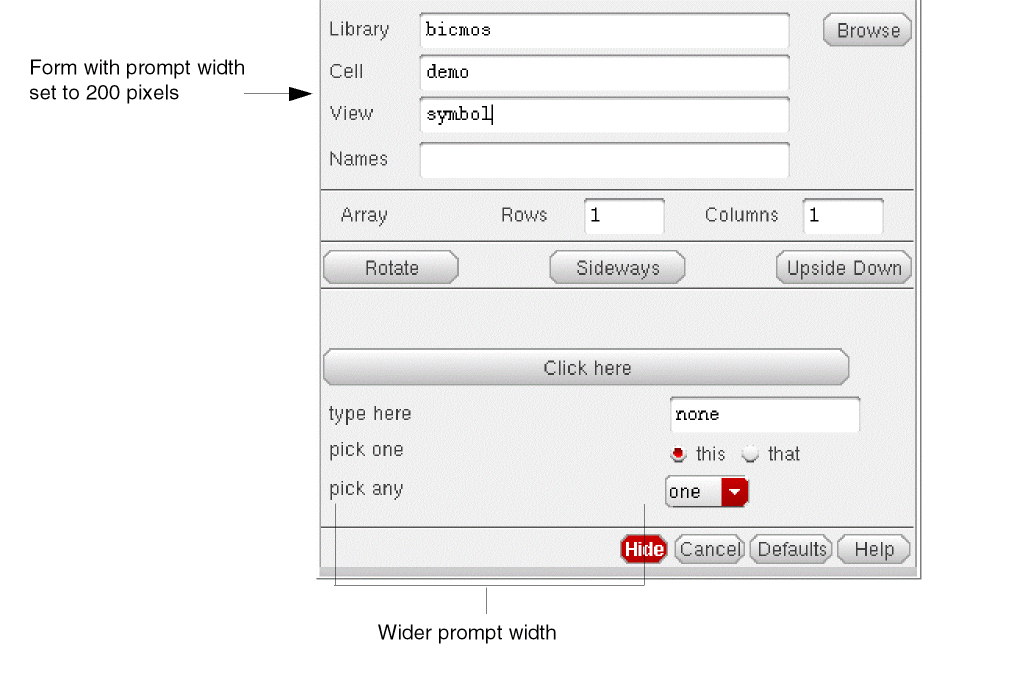 Library bicmos Browse
Form with prompt width
set to 200 pixels
Cell demo
View symbol
Names
Array Rows 1 Columns 1
Rotate Sideways Upside Down
Click here
type here none
pick one this that
pick any one
Hide Cancel Defaults Help
Wider prompt width